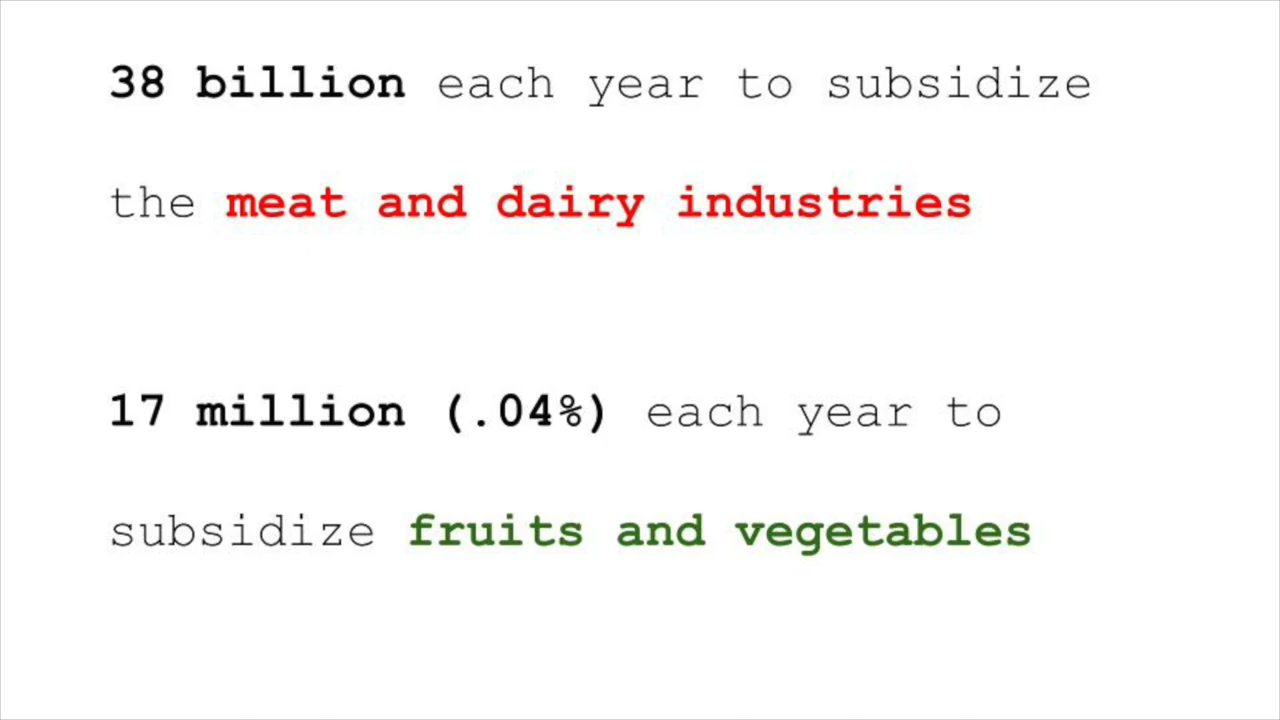 38 billion each year to subsidize
the meat and dairy industries
17 million (.04%) each year to
subsidize fruits and vegetables